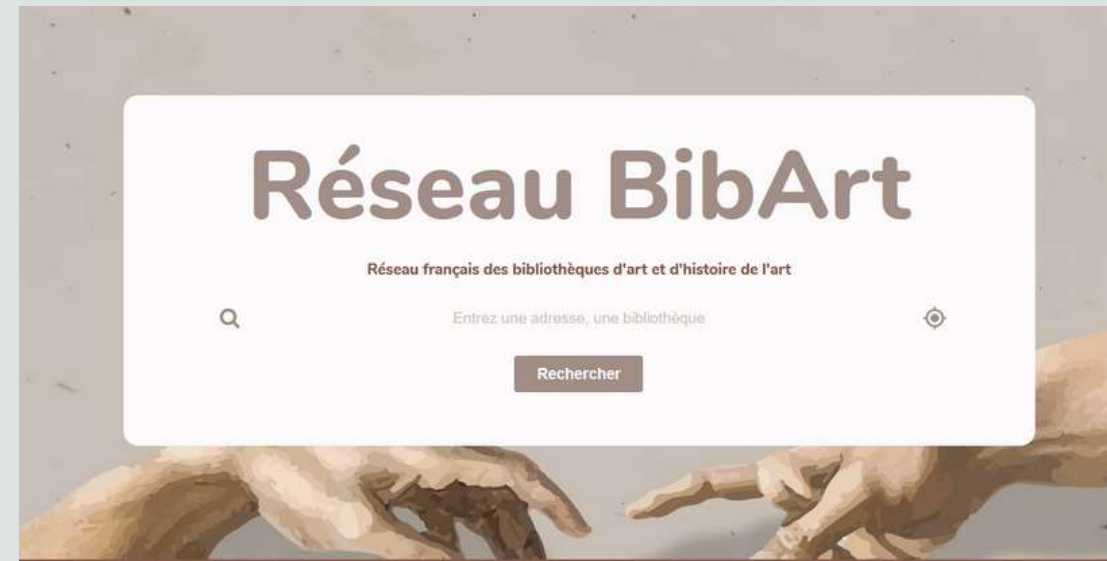 Réseau BibArt
Réseau français des bibliothèques d'art et d'histoire de l'art
Entrez une adresse, une bibliothèque
Rechercher